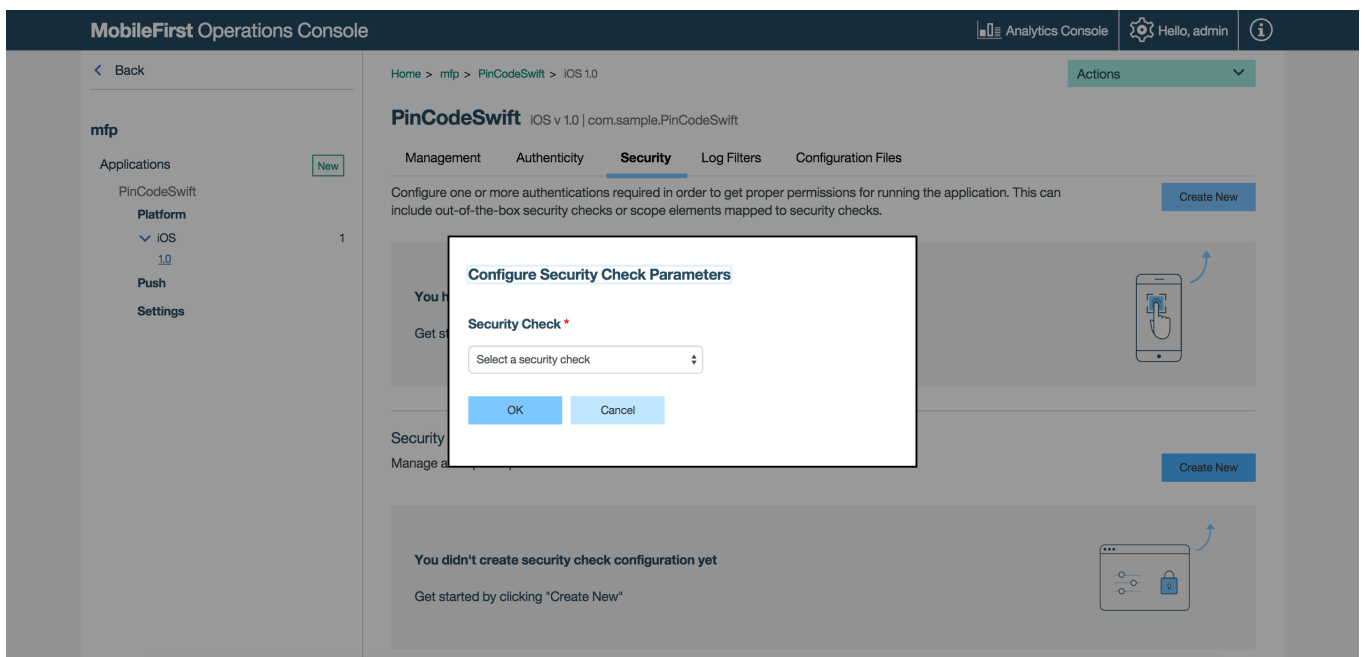 MobileFirst Operations Console
Analytics Console
Hello, admin
Back
Home > mfp > PinCodeSwift > iOS 1.0
Actions
mfp
Applications
New
PinCodeSwift
Platform
iOS 1
1.0
Push
Settings
PinCodeSwift iOS v 1.0 | com.sample.PinCodeSwift
Management Authenticity Security Log Filters Configuration Files
Configure one or more authentications required in order to get proper permissions for running the application. This can
include out-of-the-box security checks or scope elements mapped to security checks.
Create New
You h
Get st
Configure Security Check Parameters
Security Check *
Select a security check
OK Cancel
Security
Manage a
Create New
You didn't create security check configuration yet
Get started by clicking "Create New"